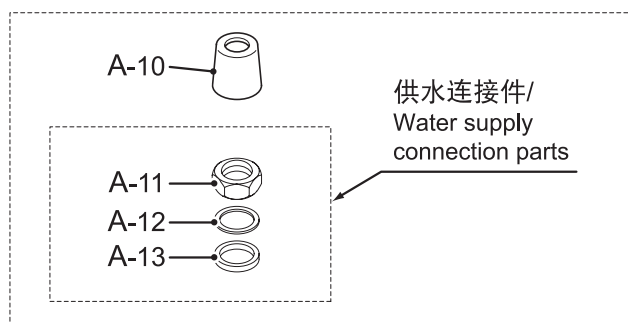 A-10
供水连接件/
Water supply
connection parts
A-11
A-12
A-13